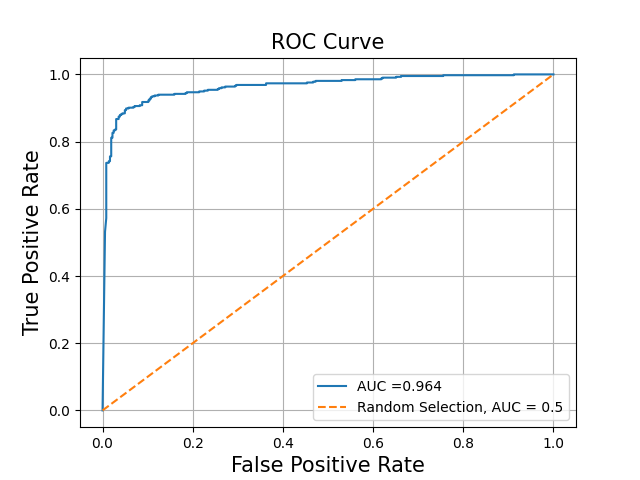 ROC Curve
True Positive Rate
1.0
0.8
0.6
0.4
0.2
0.0
AUC =0.964
Random Selection, AUC = 0.5
0.0 0.2 0.4 0.6 0.8 1.0
False Positive Rate